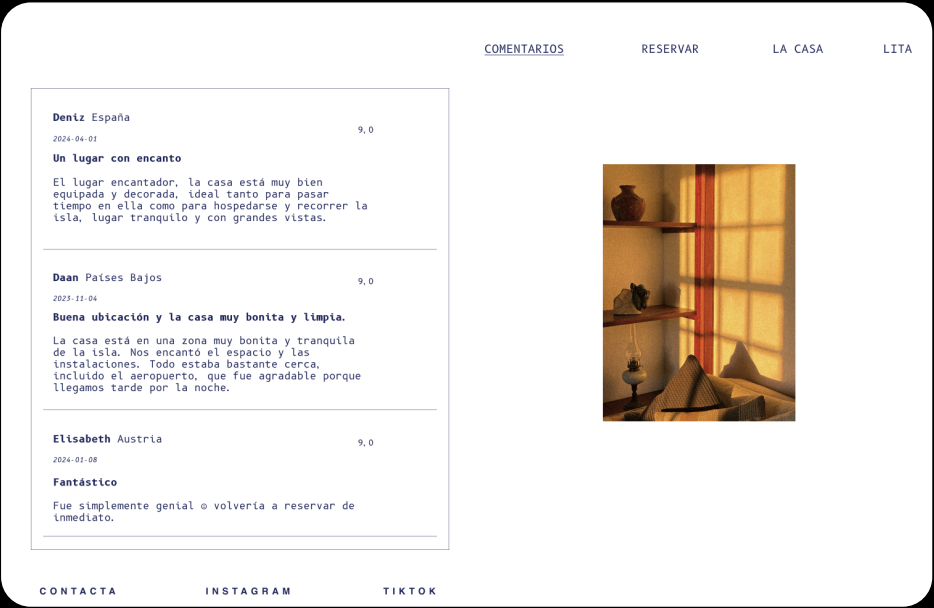 COMENTARIOS RESERVAR LA CASA LITA
Deniz España
9,0
2024-04-01
Un lugar con encanto
El lugar encantador, la casa está muy bien
equipada y decorada, ideal tanto para pasar
tiempo en ella como para hospedarse y recorrer la
isla, lugar tranquilo y con grandes vistas.
Daan Países Bajos
9,0
2023-11-04
Buena ubicación y la casa muy bonita y limpia.
La casa está en una zona muy bonita y tranquila
de la isla. Nos encantó el espacio y las
instalaciones. Todo estaba bastante cerca,
incluido el aeropuerto, que fue agradable porque
llegamos tarde por la noche.
Elisabeth Austria
9,0
2024-01-08
Fantástico
Fue simplemente genial ☺ volvería a reservar de
inmediato.
CONTACTA INSTAGRAM TIKTOK